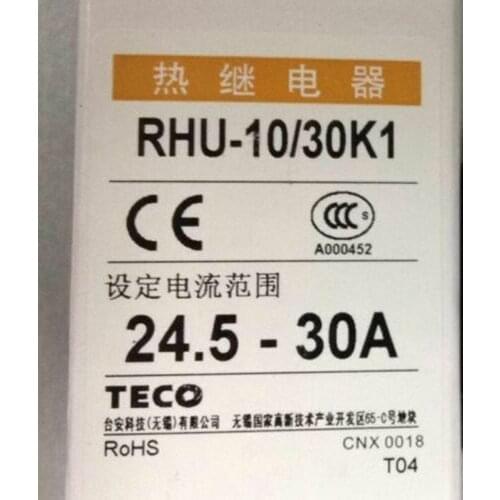 热继电器
RHU-10/30K1
CE CCC S
A000452
设定电流范围
24.5 - 30A
TECO
台安科技(无锡)有限公司 无锡国家高新技术产业开发区65-C号地块
RoHS CNX 0018
T04